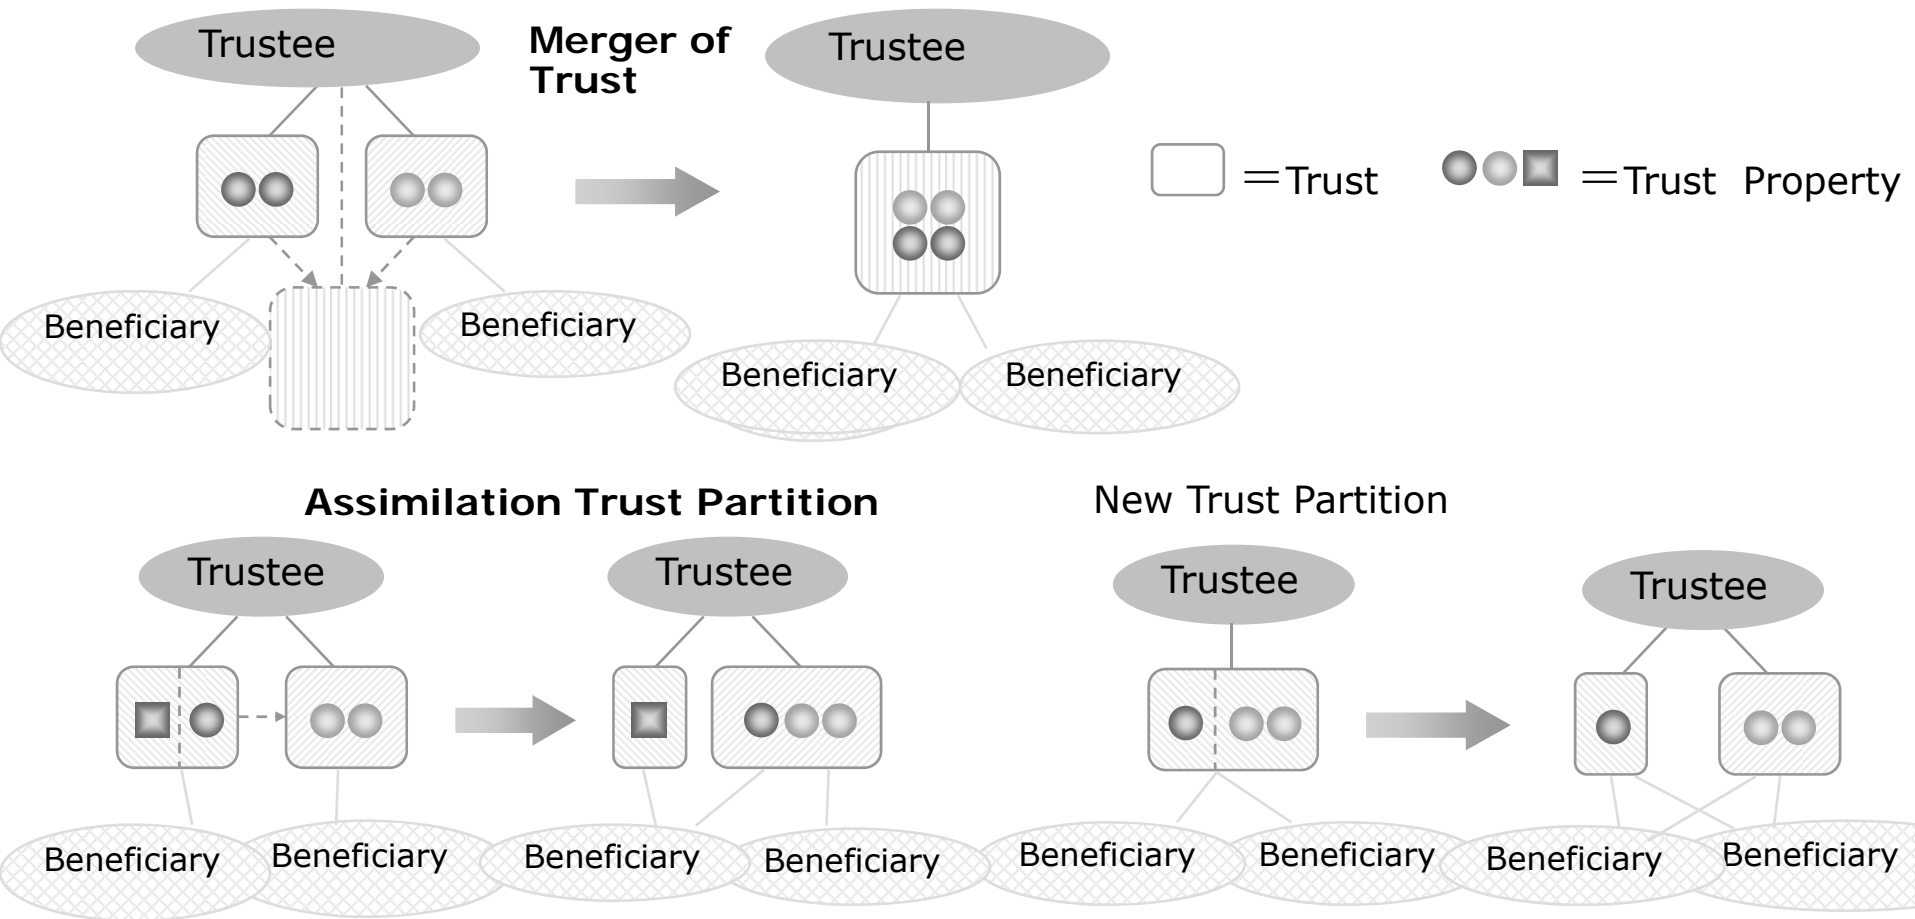 Trustee
Merger of
Trust
Trustee
＝Trust
＝Trust Property
Beneficiary
Beneficiary
Beneficiary
Beneficiary
Assimilation Trust Partition
New Trust Partition
Trustee
Trustee
Trustee
Trustee
Beneficiary
Beneficiary
Beneficiary
Beneficiary
Beneficiary
Beneficiary
Beneficiary
Beneficiary